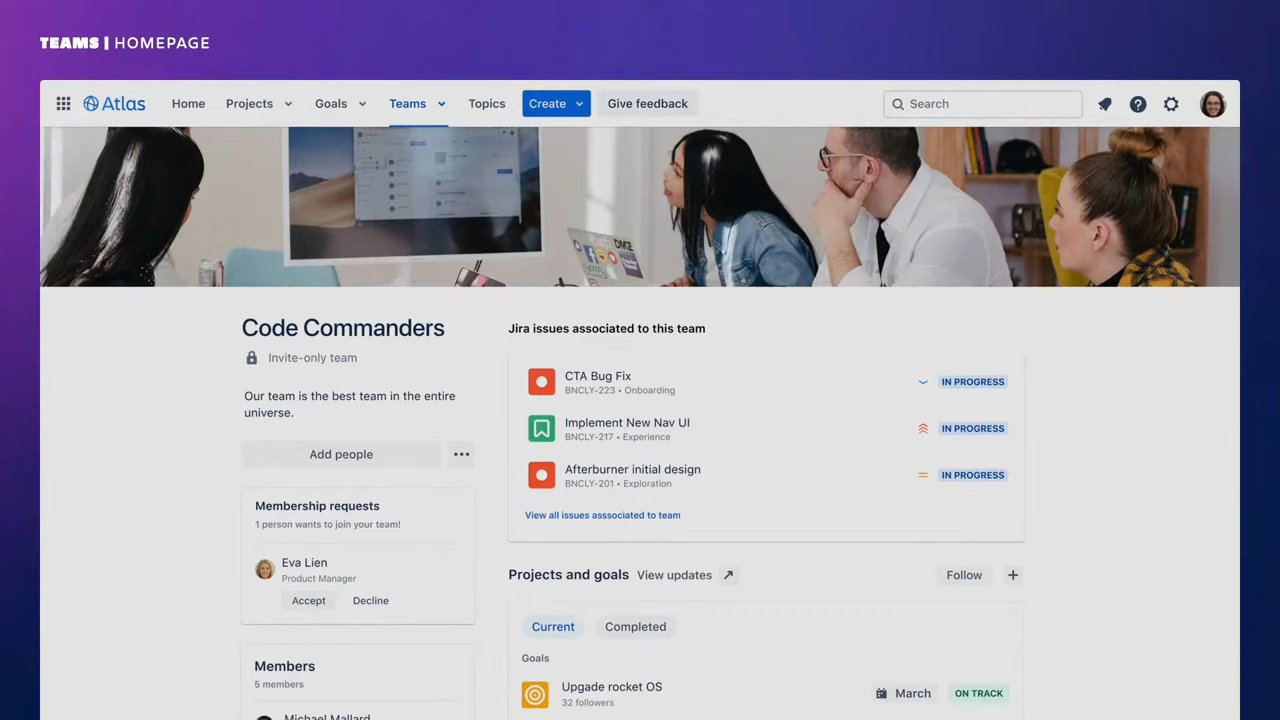 TEAMS | HOMEPAGE
Atlas Home Projects Goals Teams Topics Create Give feedback Search
Code Commanders
Invite-only team
Our team is the best team in the entire
universe.
Add people
Membership requests
1 person wants to join your team!
Eva Lien
Product Manager
Accept Decline
Members
5 members
Michael Mallard
Jira issues associated to this team
CTA Bug Fix
BNCLY-223 • Onboarding
IN PROGRESS
Implement New Nav UI
BNCLY-217 • Experience
IN PROGRESS
Afterburner initial design
BNCLY-201 • Exploration
IN PROGRESS
View all issues asssociated to team
Projects and goals View updates Follow
Current Completed
Goals
Upgade rocket OS
32 followers
March ON TRACK